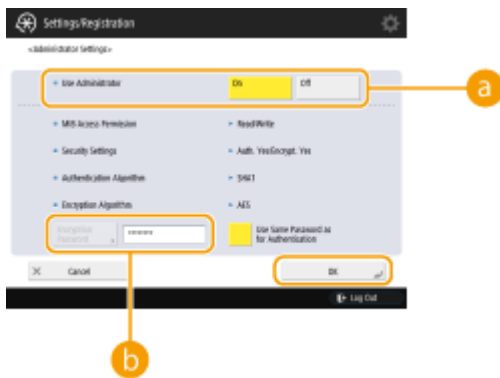 Settings/Registration
<Administrator Settings>
Use Administrator
On
Off
a
MIB Access Permission
Read/Write
Security Settings
Auth. Yes/Encrypt. Yes
Authentication Algorithm
SHA1
Encryption Algorithm
AES
Encryption Password
*******
Use Same Password as
for Authentication
Cancel
OK
Log Out
b